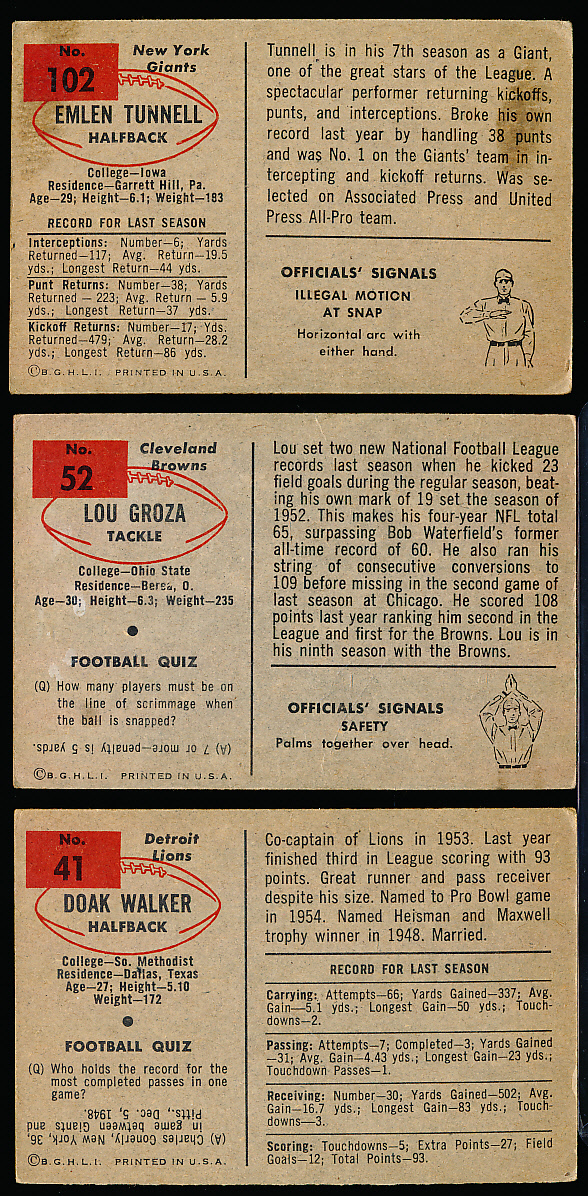 No.
102
New York
Giants
EMLEN TUNNELL
HALFBACK
College—Iowa
Residence—Garrett Hill, Pa.
Age—29; Height—6.1; Weight—183
RECORD FOR LAST SEASON
Interceptions: Number—6; Yards
Returned—117; Avg. Return—19.5
yds.; Longest Return—44 yds.
Punt Returns: Number—38; Yards
Returned — 223; Avg. Return — 5.9
yds.; Longest Return—37 yds.
Kickoff Returns: Number—17; Yds.
Returned—479; Avg. Return—28.2
yds.; Longest Return—86 yds.
©B.G.H.L.I. PRINTED IN U.S.A.
Tunnell is in his 7th season as a Giant,
one of the great stars of the League. A
spectacular performer returning kickoffs,
punts, and interceptions. Broke his own
record last year by handling 38 punts
and was No. 1 on the Giants' team in in-
tercepting and kickoff returns. Was se-
lected on Associated Press and United
Press All-Pro team.
OFFICIALS' SIGNALS
ILLEGAL MOTION
AT SNAP
Horizontal arc with
either hand.
No.
52
Cleveland
Browns
LOU GROZA
TACKLE
College—Ohio State
Residence—Berea, O.
Age—30; Height—6.3; Weight—235
FOOTBALL QUIZ
(Q) How many players must be on
the line of scrimmage when
the ball is snapped?
(A) 7 or more—penalty is 5 yards.
©B.G.H.L.I. PRINTED IN U.S.A.
Lou set two new National Football League
records last season when he kicked 23
field goals during the regular season, beat-
ing his own mark of 19 set the season of
1952. This makes his four-year NFL total
65, surpassing Bob Waterfield's former
all-time record of 60. He also ran his
string of consecutive conversions to
109 before missing in the second game of
last season at Chicago. He scored 108
points last year ranking him second in the
League and first for the Browns. Lou is in
his ninth season with the Browns.
OFFICIALS' SIGNALS
SAFETY
Palms together over head.
No.
41
Detroit
Lions
DOAK WALKER
HALFBACK
College—So. Methodist
Residence—Dallas, Texas
Age—27; Height—5.10
Weight—172
FOOTBALL QUIZ
(Q) Who holds the record for the
most completed passes in one
game?
(A) Charles Conerly, New York, 36,
in game between Giants and
Pitts., Dec. 5, 1948.
©B.G.H.L.I. PRINTED IN U.S.A.
Co-captain of Lions in 1953. Last year
finished third in League scoring with 93
points. Great runner and pass receiver
despite his size. Named to Pro Bowl game
in 1954. Named Heisman and Maxwell
trophy winner in 1948. Married.
RECORD FOR LAST SEASON
Carrying: Attempts—66; Yards Gained—337; Avg.
Gain—5.1 yds.; Longest Gain—50 yds.; Touch-
downs—2.
Passing: Attempts—7; Completed—3; Yards Gained
—31; Avg. Gain—4.43 yds.; Longest Gain—23 yds.;
Touchdown Passes—1.
Receiving: Number—30; Yards Gained—502; Avg.
Gain—16.7 yds.; Longest Gain—83 yds.; Touch-
downs—3.
Scoring: Touchdowns—5; Extra Points—27; Field
Goals—12; Total Points—93.